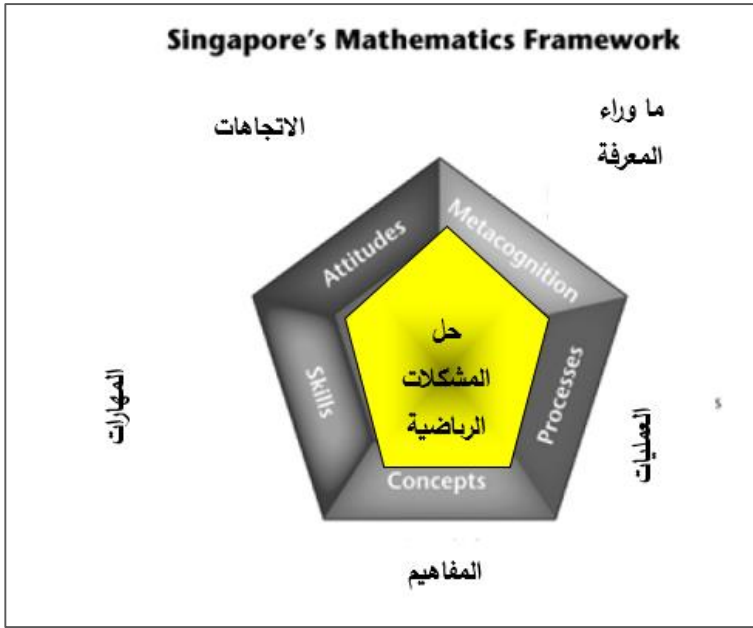 Singapore's Mathematics Framework
الاتجاهات
ما وراء
المعرفة
Attitudes
Metacognition
حل
المشكلات
الرياضية
Skills
Processes
المهارات
العمليات
s
Concepts
المفاهيم